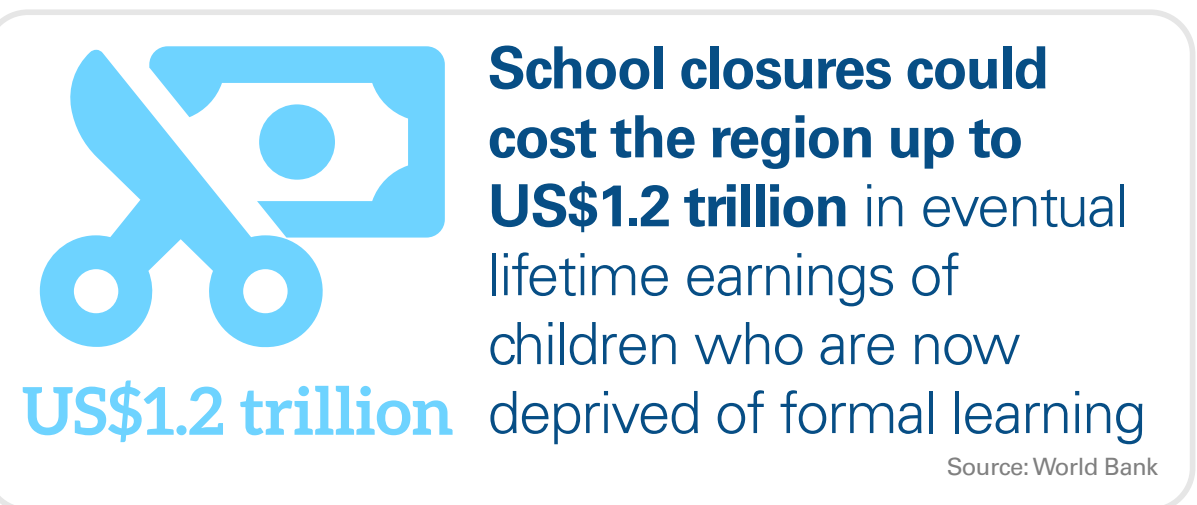 School closures could
cost the region up to
US$1.2 trillion in eventual
lifetime earnings of
children who are now
deprived of formal learning
US$1.2 trillion
Source: World Bank